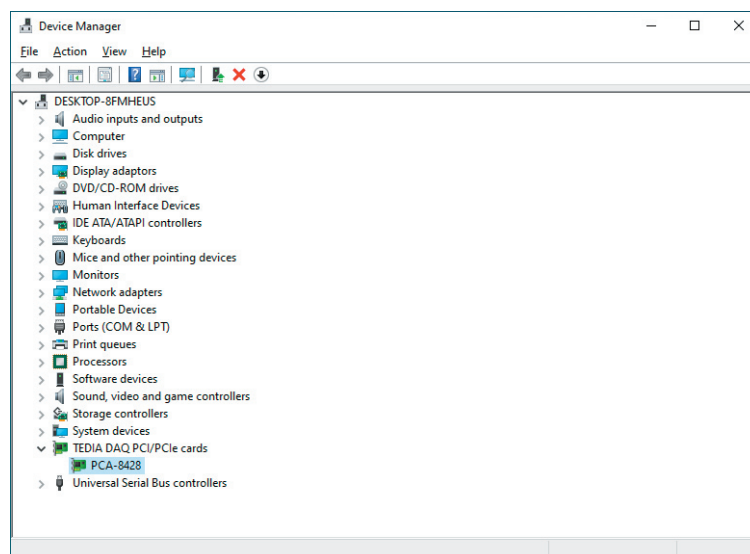 Device Manager
File Action View Help
DESKTOP-8FMHEUS
Audio inputs and outputs
Computer
Disk drives
Display adaptors
DVD/CD-ROM drives
Human Interface Devices
IDE ATA/ATAPI controllers
Keyboards
Mice and other pointing devices
Monitors
Network adapters
Portable Devices
Ports (COM & LPT)
Print queues
Processors
Software devices
Sound, video and game controllers
Storage controllers
System devices
TEDIA DAQ PCI/PCIe cards
PCA-8428
Universal Serial Bus controllers